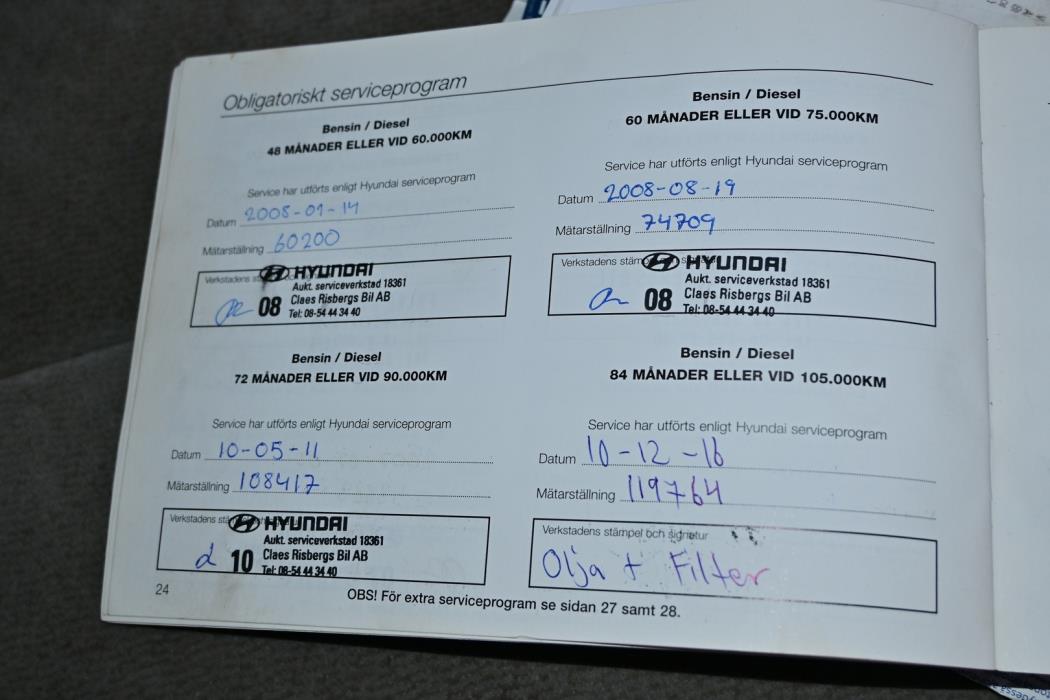 Obligatoriskt serviceprogram
Bensin / Diesel
48 MÅNADER ELLER VID 60.000KM
Service har utförts enligt Hyundai serviceprogram
Datum 2008-01-14
Mätarställning 60200
Verkstadens
HYUNDAI
Aukt. serviceverkstad 18361
08 Claes Risbergs Bil AB
Tel: 08-54 44 34 40
Bensin / Diesel
60 MÅNADER ELLER VID 75.000KM
Service har utförts enligt Hyundai serviceprogram
Datum 2008-08-19
Mätarställning 74709
Verkstadens
HYUNDAI
Aukt. serviceverkstad 18361
08 Claes Risbergs Bil AB
Tel: 08-54 44 34 40
Bensin / Diesel
72 MÅNADER ELLER VID 90.000KM
Service har utförts enligt Hyundai serviceprogram
Datum 10-05-11
Mätarställning 108417
Verkstadens
HYUNDAI
Aukt. serviceverkstad 18361
10 Claes Risbergs Bil AB
Tel: 08-54 44 34 40
Bensin / Diesel
84 MÅNADER ELLER VID 105.000KM
Service har utförts enligt Hyundai serviceprogram
Datum 10-12-16
Mätarställning 119764
Verkstadens stämpel och signatur
Olja + Filter
24
OBS! För extra serviceprogram se sidan 27 samt 28.